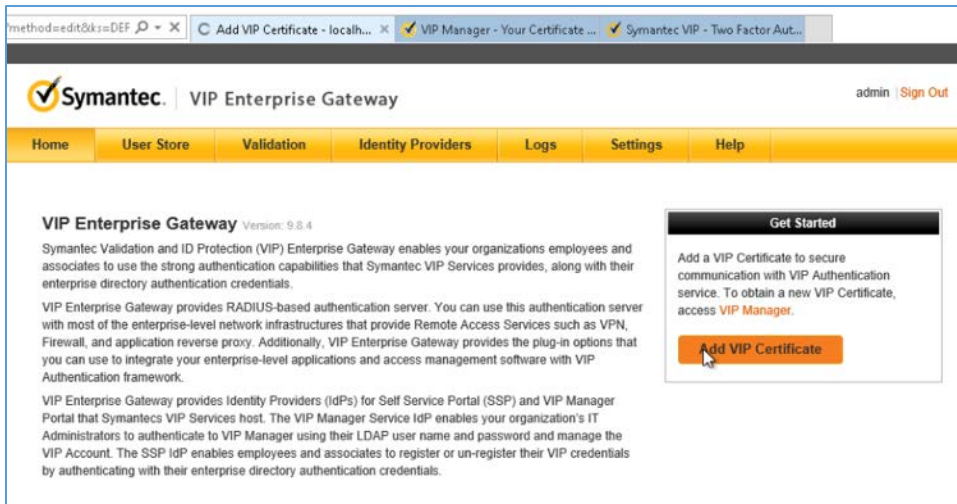 method=edit&ks=DEF
Add VIP Certificate - localh...
VIP Manager - Your Certificate ...
Symantec VIP - Two Factor Aut...
Symantec. VIP Enterprise Gateway
admin Sign Out
Home User Store Validation Identity Providers Logs Settings Help
VIP Enterprise Gateway Version: 9.8.4
Symantec Validation and ID Protection (VIP) Enterprise Gateway enables your organizations employees and
associates to use the strong authentication capabilities that Symantec VIP Services provides, along with their
enterprise directory authentication credentials.
VIP Enterprise Gateway provides RADIUS-based authentication server. You can use this authentication server
with most of the enterprise-level network infrastructures that provide Remote Access Services such as VPN,
Firewall, and application reverse proxy. Additionally, VIP Enterprise Gateway provides the plug-in options that
you can use to integrate your enterprise-level applications and access management software with VIP
Authentication framework.
VIP Enterprise Gateway provides Identity Providers (IdPs) for Self Service Portal (SSP) and VIP Manager
Portal that Symantecs VIP Services host. The VIP Manager Service IdP enables your organization's IT
Administrators to authenticate to VIP Manager using their LDAP user name and password and manage the
VIP Account. The SSP IdP enables employees and associates to register or un-register their VIP credentials
by authenticating with their enterprise directory authentication credentials.
Get Started
Add a VIP Certificate to secure
communication with VIP Authentication
service. To obtain a new VIP Certificate,
access VIP Manager.
Add VIP Certificate